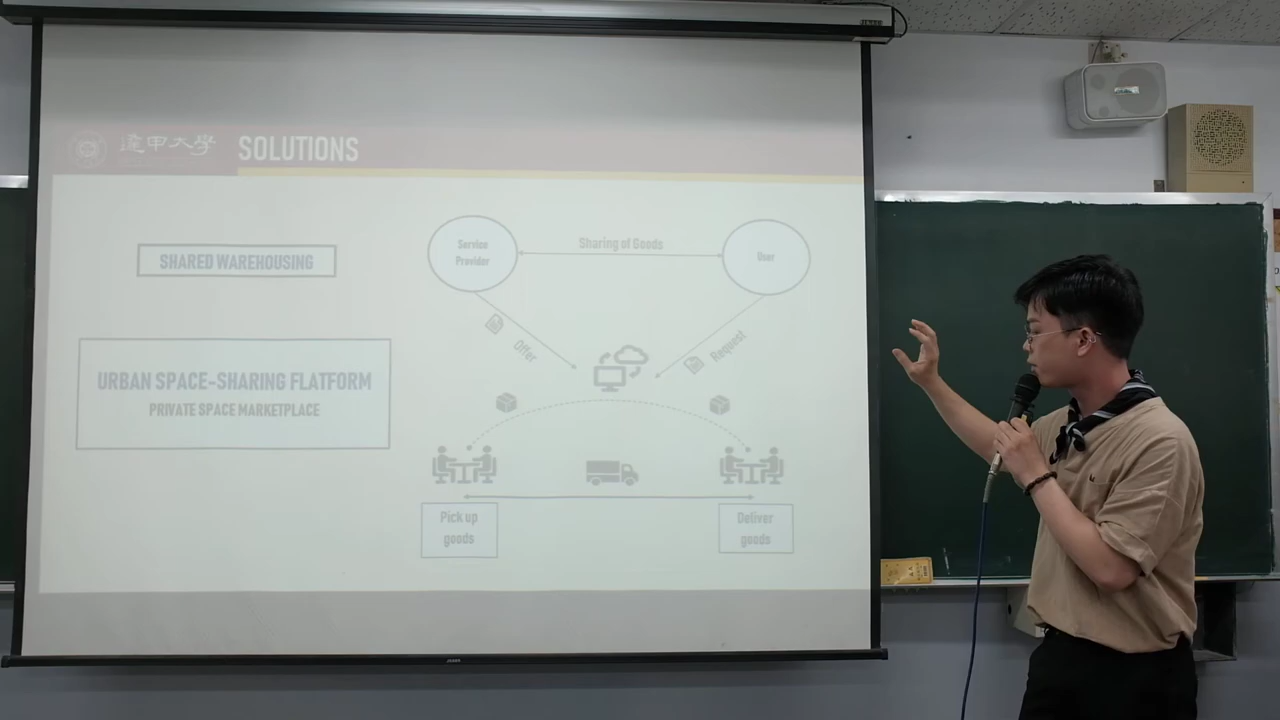 逢甲大學 SOLUTIONS
SHARED WAREHOUSING
URBAN SPACE-SHARING FLATFORM
PRIVATE SPACE MARKETPLACE
Service
Provider
Sharing of Goods
User
Offer
Request
Pick up
goods
Deliver
goods